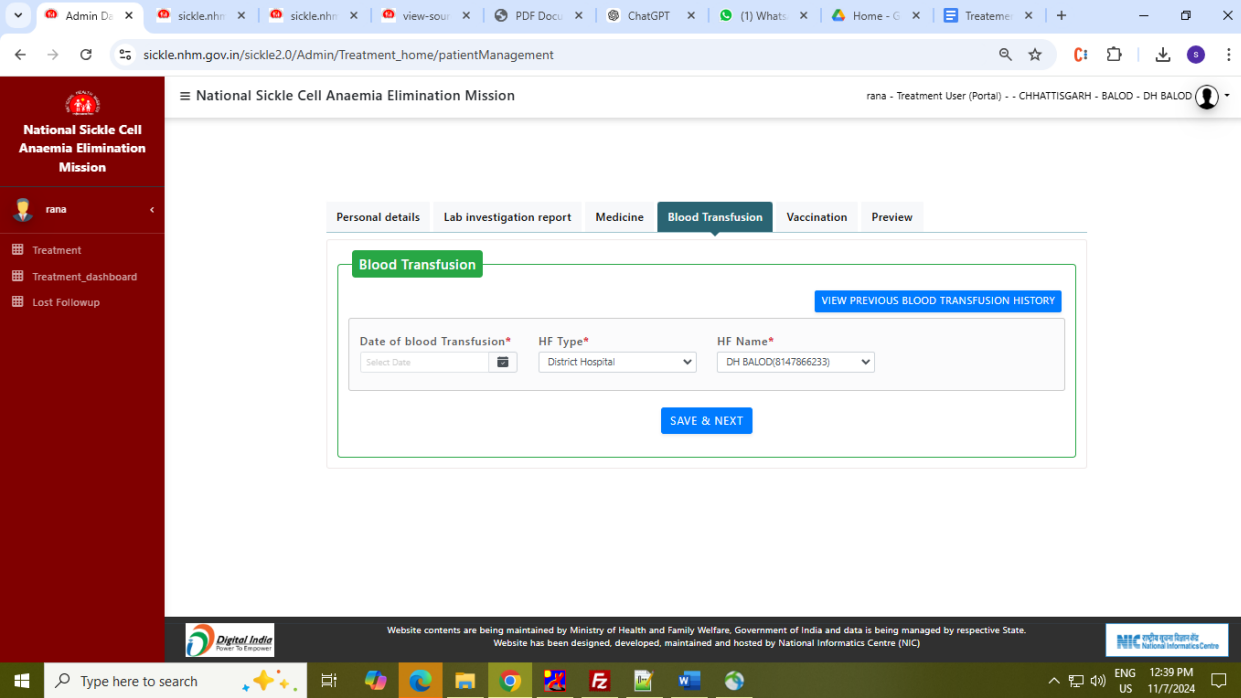 Admin Da
sickle.nhm
sickle.nhm
view-sour
PDF Docu
ChatGPT
(1) Whats
Home - G
Treateme
sickle.nhm.gov.in/sickle2.0/Admin/Treatment_home/patientManagement
National Sickle Cell
Anaemia Elimination
Mission
National Sickle Cell Anaemia Elimination Mission
rana - Treatment User (Portal) - - CHHATTISGARH - BALOD - DH BALOD
rana
Treatment
Treatment_dashboard
Lost Followup
Personal details
Lab investigation report
Medicine
Blood Transfusion
Vaccination
Preview
Blood Transfusion
VIEW PREVIOUS BLOOD TRANSFUSION HISTORY
Date of blood Transfusion*
HF Type*
HF Name*
Select Date
District Hospital
DH BALOD(8147866233)
SAVE & NEXT
Digital India
Power To Empower
Website contents are being maintained by Ministry of Health and Family Welfare, Government of India and data is being managed by respective State.
Website has been designed, developed, maintained and hosted by National Informatics Centre (NIC)
NIC राष्ट्रीय सूचना विज्ञान केंद्र
National Informatics Centre
Type here to search
ENG
US
12:39 PM
11/7/2024